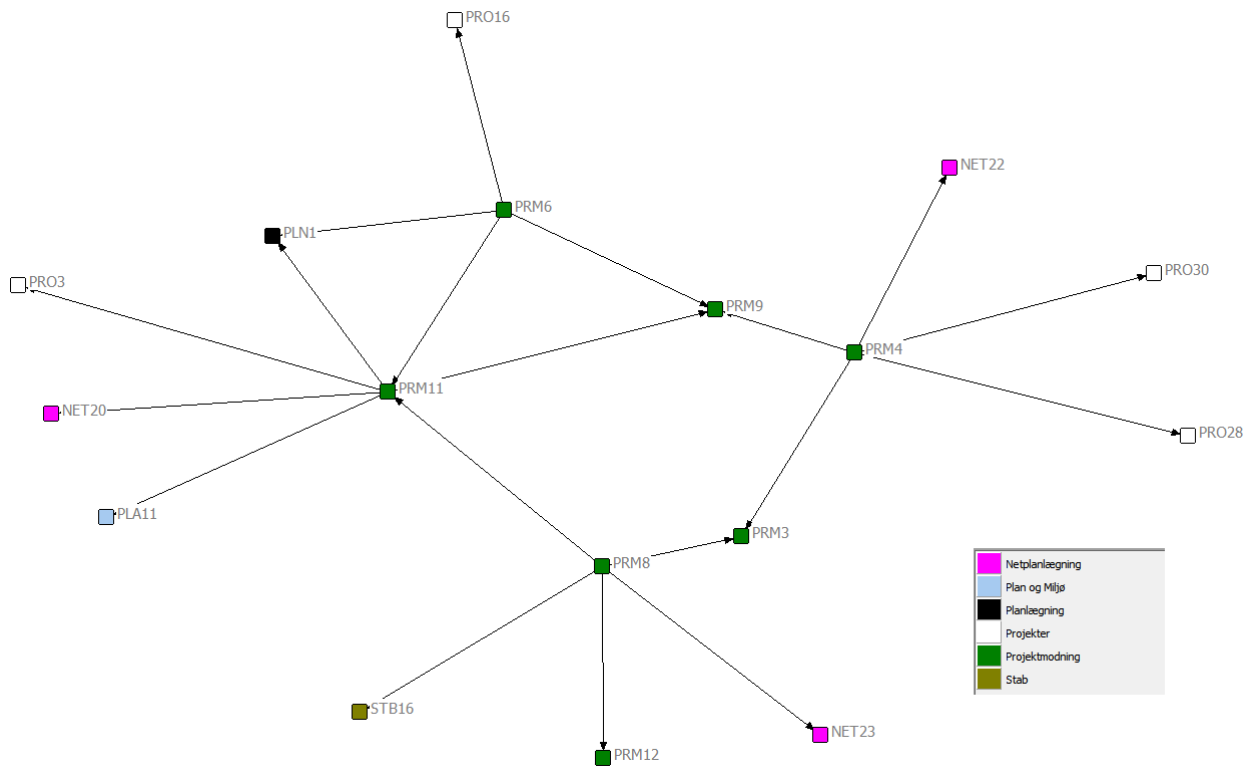 PRO16
NET22
PRM6
PLN1
PRO30
PRO3
PRM9
PRM4
PRM11
NET20
PRO28
PLA11
PRM3
PRM8
Netplanlægning
Plan og Miljø
Planlægning
Projekter
Projektmodning
Stab
STB16
NET23
PRM12